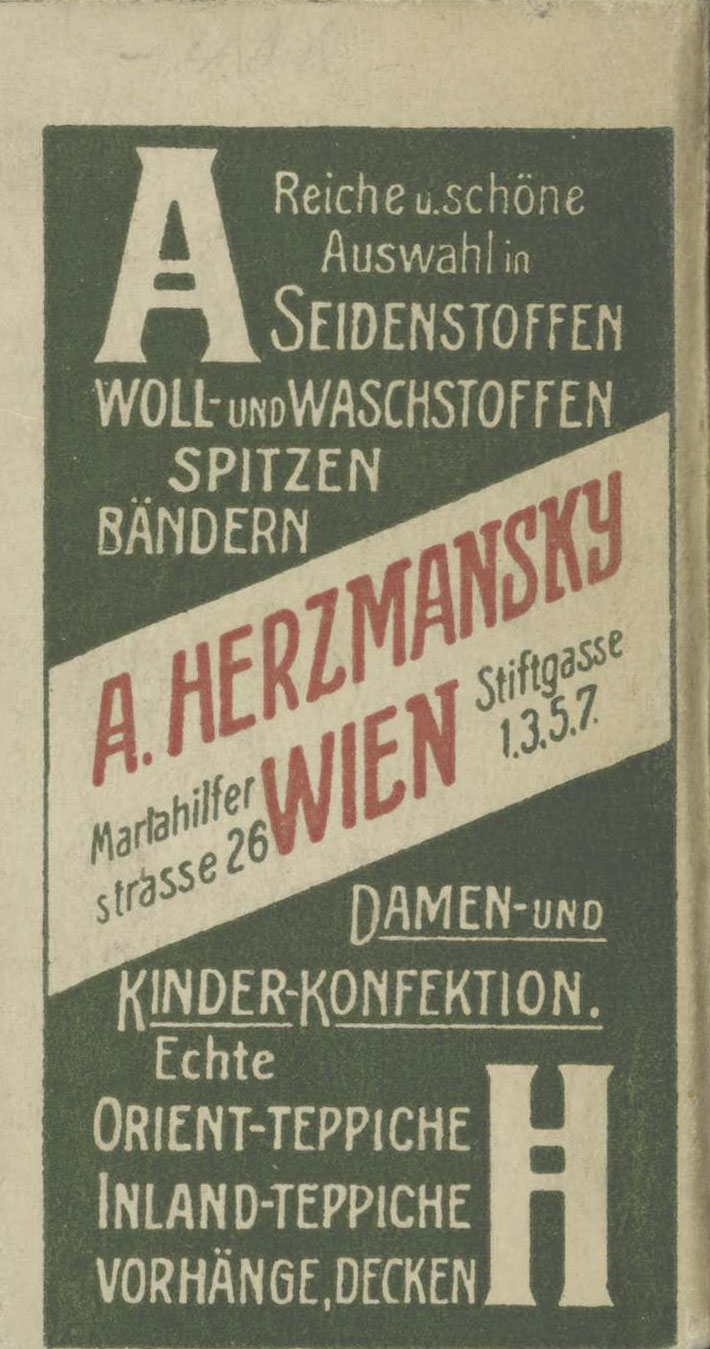 A
Reiche u. schöne
Auswahl in
SEIDENSTOFFEN
WOLL- UND WASCHSTOFFEN
SPITZEN
BÄNDERN
A. HERZMANSKY
WIEN
Mariahilfer
strasse 26
Stiftgasse
1.3.5.7.
DAMEN- UND
KINDER-KONFEKTION.
Echte
ORIENT-TEPPICHE
INLAND-TEPPICHE
VORHÄNGE, DECKEN
H